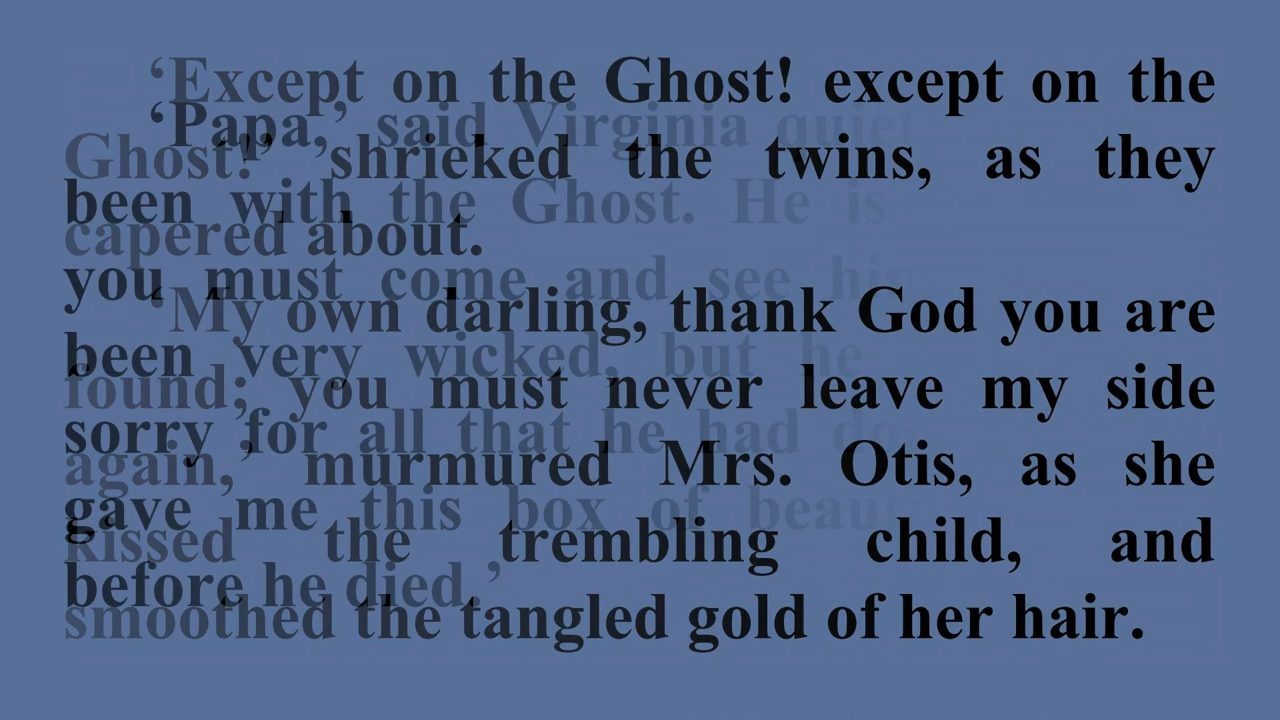 ‘Except on the Ghost! except on the
Ghost!’ shrieked the twins, as they
capered about.
‘My own darling, thank God you are
found; you must never leave my side
again,’ murmured Mrs. Otis, as she
kissed the trembling child, and
smoothed the tangled gold of her hair.
‘Papa,’ said Virginia
been with the Ghost. He is
you must come and see him
been very wicked, but he
sorry for all that he had
gave me this box of
before he died.’